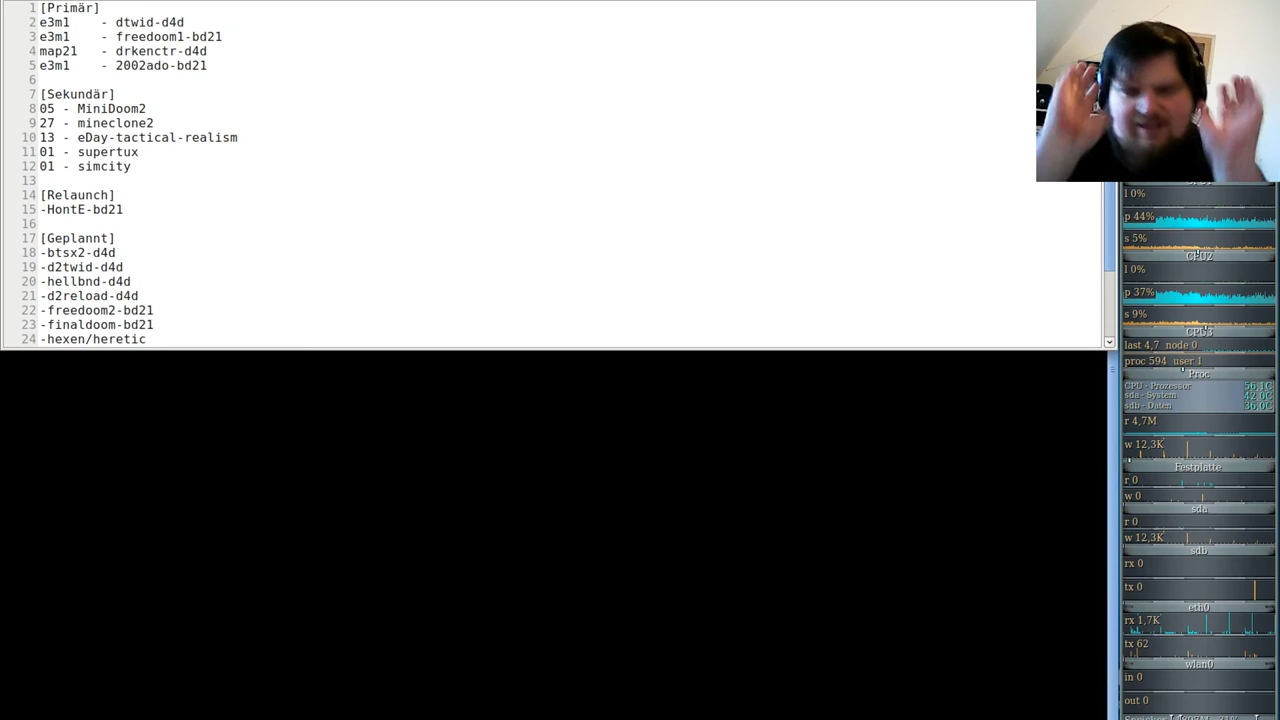 1 [Primär]
2 e3m1    - dtwid-d4d
3 e3m1    - freedoom1-bd21
4 map21   - drkenctr-d4d
5 e3m1    - 2002ado-bd21
6
7 [Sekundär]
8 05 - MiniDoom2
9 27 - mineclone2
10 13 - eDay-tactical-realism
11 01 - supertux
12 01 - simcity
13
14 [Relaunch]
15 -HontE-bd21
16
17 [Geplannt]
18 -btsx2-d4d
19 -d2twid-d4d
20 -hellbnd-d4d
21 -d2reload-d4d
22 -freedoom2-bd21
23 -finaldoom-bd21
24 -hexen/heretic
l 0%
p 44%
s 5%
CPU2
l 0%
p 37%
s 9%
CPU3
last 4,7 node 0
proc 594 user 1
Proc
CPU - Prozessor 56,1C
sda - System 42,0C
sdb - Daten 36,0C
r 4,7M
w 12,3K
Festplatte
r 0
w 0
sda
r 0
w 12,3K
sdb
rx 0
tx 0
eth0
rx 1,7K
tx 62
wlan0
in 0
out 0